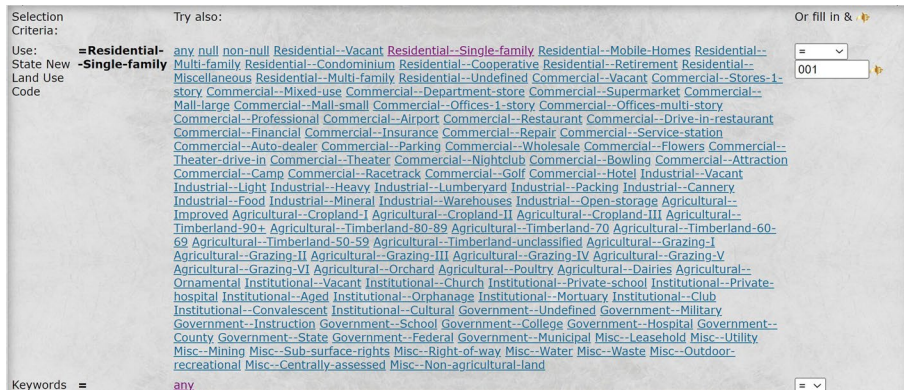 Selection Try also: Or fill in &
Criteria:
Use: =Residential- any null non-null Residential--Vacant Residential--Single-family Residential--Mobile-Homes Residential-- =
State New -Single-family Multi-family Residential--Condominium Residential--Cooperative Residential--Retirement Residential--
Land Use Miscellaneous Residential--Multi-family Residential--Undefined Commercial--Vacant Commercial--Stores-1- 001
Code story Commercial--Mixed-use Commercial--Department-store Commercial--Supermarket Commercial--
Mall-large Commercial--Mall-small Commercial--Offices-1-story Commercial--Offices-multi-story
Commercial--Professional Commercial--Airport Commercial--Restaurant Commercial--Drive-in-restaurant
Commercial--Financial Commercial--Insurance Commercial--Repair Commercial--Service-station
Commercial--Auto-dealer Commercial--Parking Commercial--Wholesale Commercial--Flowers Commercial--
Theater-drive-in Commercial--Theater Commercial--Nightclub Commercial--Bowling Commercial--Attraction
Commercial--Camp Commercial--Racetrack Commercial--Golf Commercial--Hotel Industrial--Vacant
Industrial--Light Industrial--Heavy Industrial--Lumberyard Industrial--Packing Industrial--Cannery
Industrial--Food Industrial--Mineral Industrial--Warehouses Industrial--Open-storage Agricultural--
Improved Agricultural--Cropland-I Agricultural--Cropland-II Agricultural--Cropland-III Agricultural--
Timberland-90+ Agricultural--Timberland-80-89 Agricultural--Timberland-70 Agricultural--Timberland-60-
69 Agricultural--Timberland-50-59 Agricultural--Timberland-unclassified Agricultural--Grazing-I
Agricultural--Grazing-II Agricultural--Grazing-III Agricultural--Grazing-IV Agricultural--Grazing-V
Agricultural--Grazing-VI Agricultural--Orchard Agricultural--Poultry Agricultural--Dairies Agricultural--
Ornamental Institutional--Vacant Institutional--Church Institutional--Private-school Institutional--Private-
hospital Institutional--Aged Institutional--Orphanage Institutional--Mortuary Institutional--Club
Institutional--Convalescent Institutional--Cultural Government--Undefined Government--Military
Government--Instruction Government--School Government--College Government--Hospital Government--
County Government--State Government--Federal Government--Municipal Misc--Leasehold Misc--Utility
Misc--Mining Misc--Sub-surface-rights Misc--Right-of-way Misc--Water Misc--Waste Misc--Outdoor-
recreational Misc--Centrally-assessed Misc--Non-agricultural-land
Keywords = any =